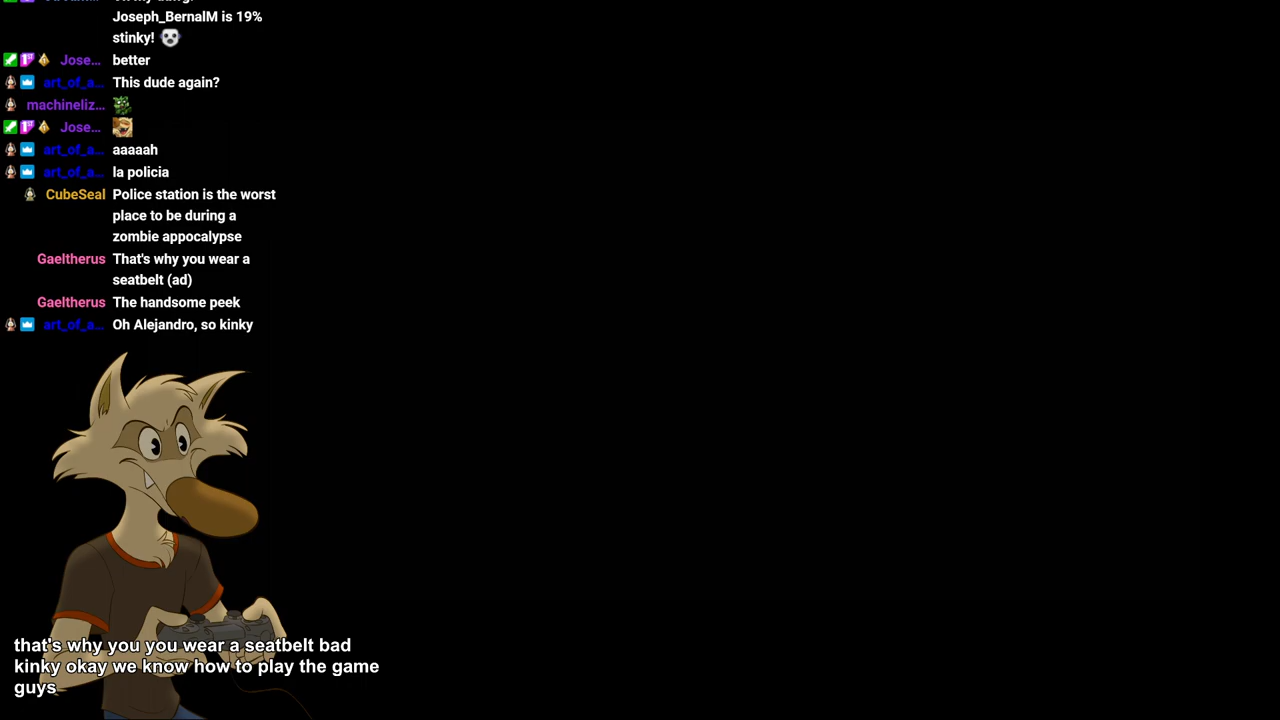 Joseph_BernalM is 19%
stinky!
Jose... better
art_of_a... This dude again?
machineliz...
Jose...
art_of_a... aaaaah
art_of_a... la policia
CubeSeal Police station is the worst
place to be during a
zombie appocalypse
Gaeltherus That's why you wear a
seatbelt (ad)
Gaeltherus The handsome peek
art_of_a... Oh Alejandro, so kinky
that's why you you wear a seatbelt bad
kinky okay we know how to play the game
guys